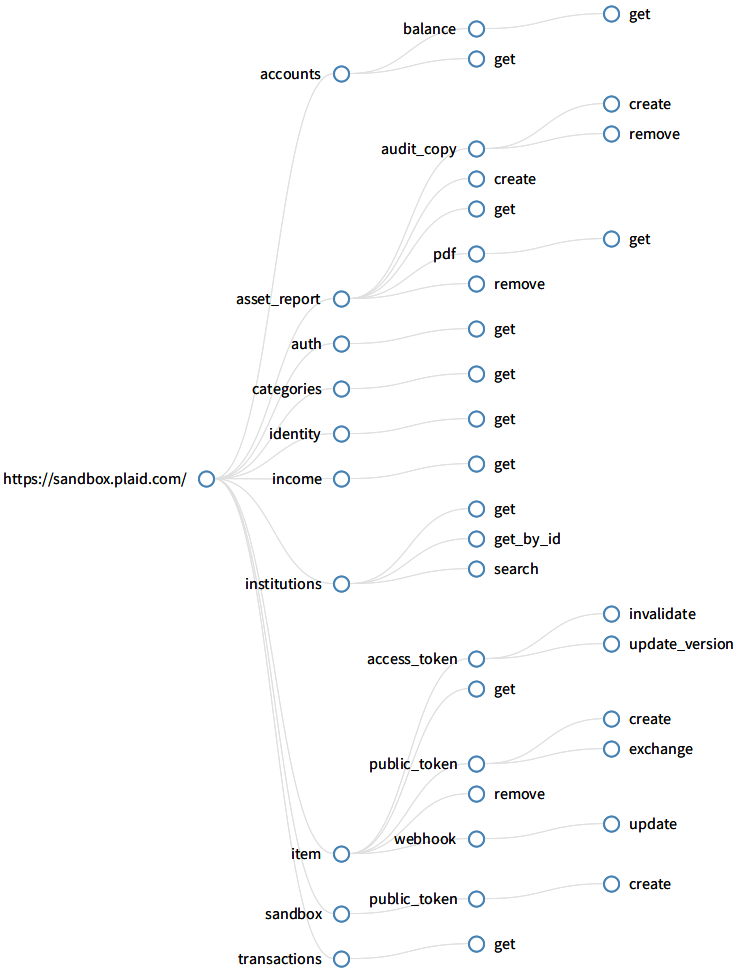 get
balance
get
accounts
create
remove
audit_copy
create
get
get
pdf
remove
asset_report
get
auth
get
categories
get
identity
get
income
https://sandbox.plaid.com/
get
get_by_id
search
institutions
invalidate
update_version
access_token
get
create
exchange
public_token
remove
update
webhook
item
create
public_token
sandbox
get
transactions